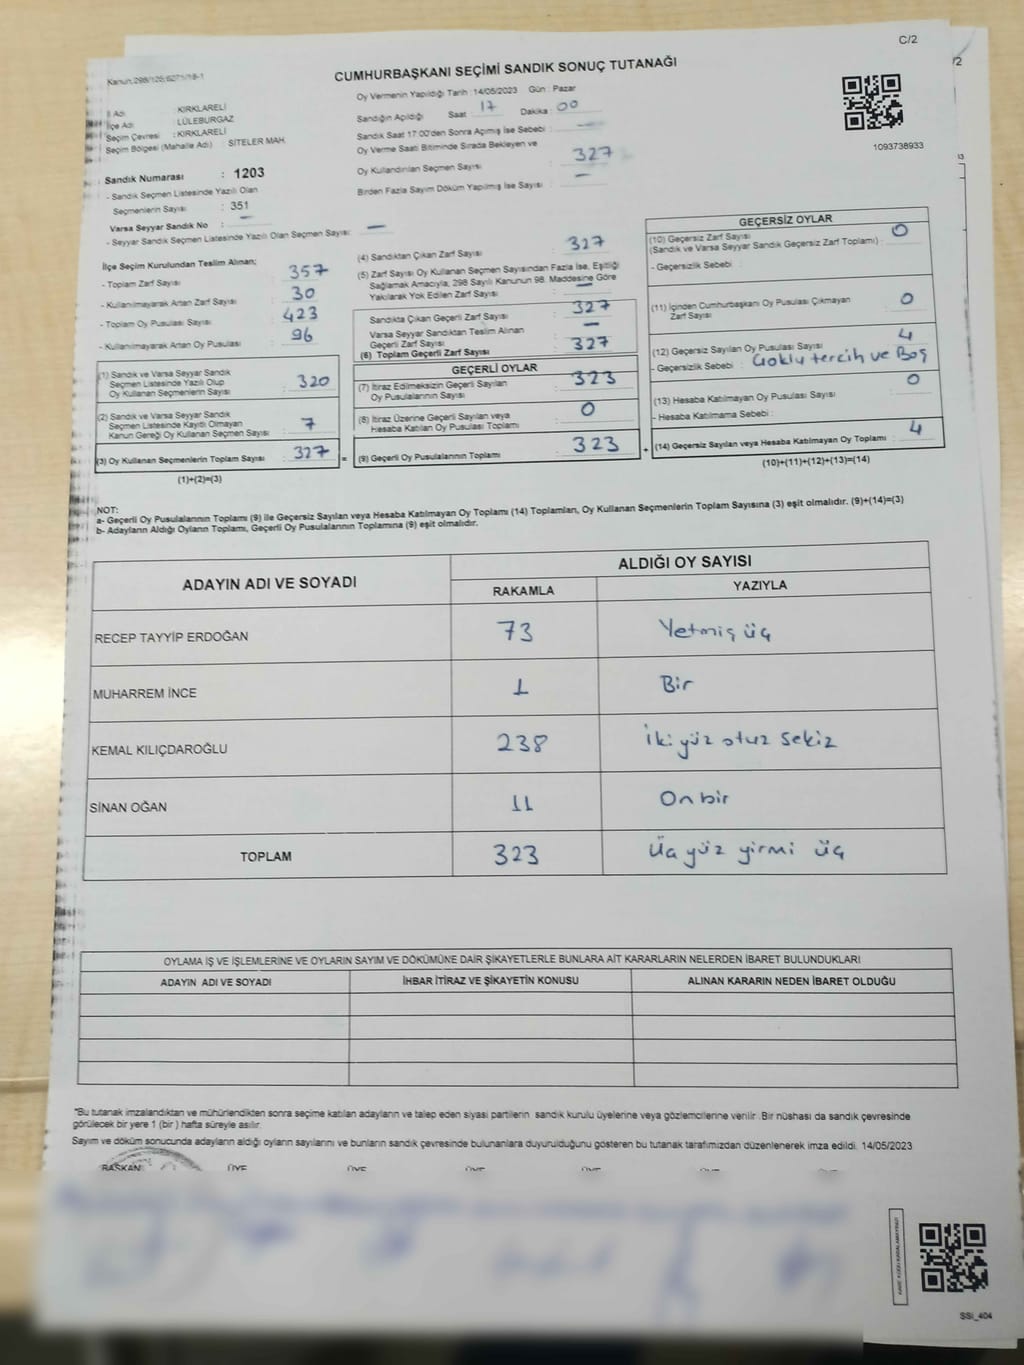 C/2
Kanun:298/126/6271/18-1
CUMHURBAŞKANI SEÇİMİ SANDIK SONUÇ TUTANAĞI
İl Adı : KIRKLARELİ
İlçe Adı : LÜLEBURGAZ
Seçim Çevresi : KIRKLARELİ
Seçim Bölgesi (Mahalle Adı) : SİTELER MAH.
Oy Vermenin Yapıldığı Tarih : 14/05/2023 Gün : Pazar
Sandığın Açıldığı Saat 17 Dakika : 00
Sandık Saat 17:00'den Sonra Açımış İse Sebebi : —
Oy Verme Saati Bitiminde Sırada Bekleyen ve
Oy Kullandırılan Seçmen Sayısı : 327
Birden Fazla Sayım Döküm Yapılmış İse Sayısı : —
1093738933
Sandık Numarası : 1203
- Sandık Seçmen Listesinde Yazılı Olan
Seçmenlerin Sayısı : 351
Varsa Seyyar Sandık No : —
- Seyyar Sandık Seçmen Listesinde Yazılı Olan Seçmen Sayısı: —
İlçe Seçim Kurulundan Teslim Alınan;
- Toplam Zarf Sayısı : 357
- Kullanılmayarak Artan Zarf Sayısı : 30
- Toplam Oy Pusulası Sayısı : 423
- Kullanılmayarak Artan Oy Pusulası : 96
(4) Sandıktan Çıkan Zarf Sayısı : 327
(5) Zarf Sayısı Oy Kullanan Seçmen Sayısından Fazla İse, Eşitliği
Sağlamak Amacıyla; 298 Sayılı Kanunun 98. Maddesine Göre
Yakılarak Yok Edilen Zarf Sayısı : —
Sandıkta Çıkan Geçerli Zarf Sayısı : 327
Varsa Seyyar Sandıktan Teslim Alınan
Geçerli Zarf Sayısı : —
(6) Toplam Geçerli Zarf Sayısı : 327
GEÇERSİZ OYLAR
(10) Geçersiz Zarf Sayısı
(Sandık ve Varsa Seyyar Sandık Geçersiz Zarf Toplamı) : 0
- Geçersizlik Sebebi :
(11) İçinden Cumhurbaşkanı Oy Pusulası Çıkmayan
Zarf Sayısı : 0
(12) Geçersiz Sayılan Oy Pusulası Sayısı : 4
- Geçersizlik Sebebi : Çoklu tercih ve Boş
(13) Hesaba Katılmayan Oy Pusulası Sayısı : 0
- Hesaba Katılmama Sebebi :
(14) Geçersiz Sayılan veya Hesaba Katılmayan Oy Toplamı : 4
(10)+(11)+(12)+(13)=(14)
(1) Sandık ve Varsa Seyyar Sandık
Seçmen Listesinde Yazılı Olup
Oy Kullanan Seçmenlerin Sayısı : 320
(2) Sandık ve Varsa Seyyar Sandık
Seçmen Listesinde Kayıtlı Olmayan
Kanun Gereği Oy Kullanan Seçmen Sayısı : 7
(3) Oy Kullanan Seçmenlerin Toplam Sayısı : 327 =
(1)+(2)=(3)
GEÇERLİ OYLAR
(7) İtiraz Edilmeksizin Geçerli Sayılan
Oy Pusulalarının Sayısı : 323
(8) İtiraz Üzerine Geçerli Sayılan veya
Hesaba Katılan Oy Pusulası Toplamı : 0
(9) Geçerli Oy Pusulalarının Toplamı : 323 +
NOT:
a- Geçerli Oy Pusulalarının Toplamı (9) ile Geçersiz Sayılan veya Hesaba Katılmayan Oy Toplamı (14) Toplamları, Oy Kullanan Seçmenlerin Toplam Sayısına (3) eşit olmalıdır. (9)+(14)=(3)
b- Adayların Aldığı Oyların Toplamı, Geçerli Oy Pusulalarının Toplamına (9) eşit olmalıdır.
ADAYIN ADI VE SOYADI
ALDIĞI OY SAYISI
RAKAMLA YAZIYLA
RECEP TAYYİP ERDOĞAN 73 Yetmiş üç
MUHARREM İNCE 1 Bir
KEMAL KILIÇDAROĞLU 238 İki yüz otuz sekiz
SİNAN OĞAN 11 On bir
TOPLAM 323 Üç yüz yirmi üç
OYLAMA İŞ VE İŞLEMLERİNE VE OYLARIN SAYIM VE DÖKÜMÜNE DAİR ŞİKAYETLERLE BUNLARA AİT KARARLARIN NELERDEN İBARET BULUNDUKLARI
ADAYIN ADI VE SOYADI İHBAR İTİRAZ VE ŞİKAYETİN KONUSU ALINAN KARARIN NEDEN İBARET OLDUĞU
*Bu tutanak imzalandıktan ve mühürlendikten sonra seçime katılan adayların ve talep eden siyasi partilerin sandık kurulu üyelerine veya gözlemcilerine verilir. Bir nüshası da sandık çevresinde
görülecek bir yere 1 (bir) hafta süreyle asılır.
Sayım ve döküm sonucunda adayların aldığı oyların sayılarını ve bunların sandık çevresinde bulunanlara duyurulduğunu gösteren bu tutanak tarafımızdan düzenlenerek imza edildi. 14/05/2023
BAŞKAN ÜYE ÜYE ÜYE ÜYE ÜYE ÜYE
SSİ_404